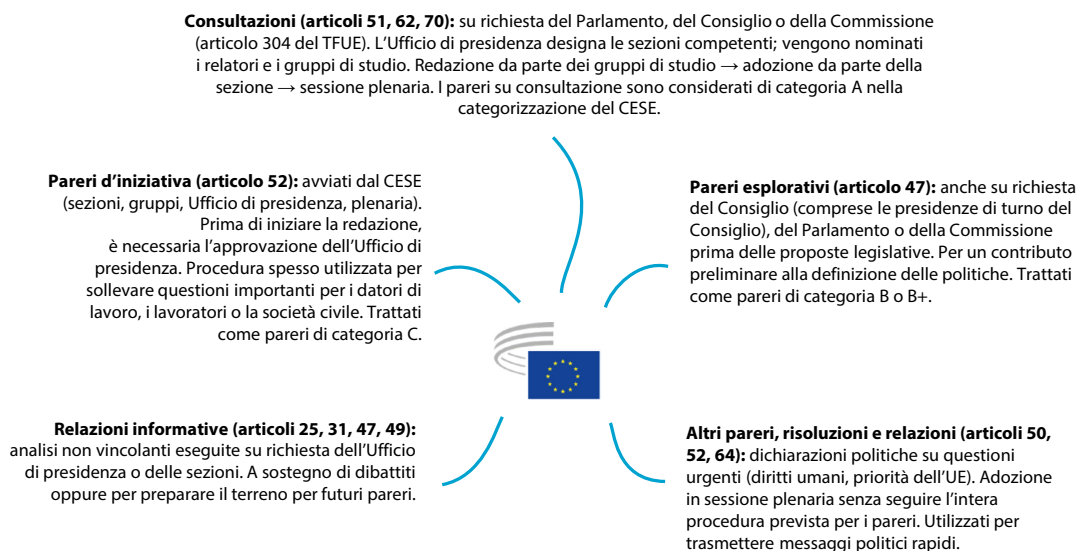 Consultazioni (articoli 51, 62, 70): su richiesta del Parlamento, del Consiglio o della Commissione
(articolo 304 del TFUE). L’Ufficio di presidenza designa le sezioni competenti; vengono nominati
i relatori e i gruppi di studio. Redazione da parte dei gruppi di studio → adozione da parte della
sezione → sessione plenaria. I pareri su consultazione sono considerati di categoria A nella
categorizzazione del CESE.
Pareri d’iniziativa (articolo 52): avviati dal CESE
(sezioni, gruppi, Ufficio di presidenza, plenaria).
Prima di iniziare la redazione,
è necessaria l’approvazione dell’Ufficio di
presidenza. Procedura spesso utilizzata per
sollevare questioni importanti per i datori di
lavoro, i lavoratori o la società civile. Trattati
come pareri di categoria C.
Pareri esplorativi (articolo 47): anche su richiesta
del Consiglio (comprese le presidenze di turno del
Consiglio), del Parlamento o della Commissione
prima delle proposte legislative. Per un contributo
preliminare alla definizione delle politiche. Trattati
come pareri di categoria B o B+.
Relazioni informative (articoli 25, 31, 47, 49):
analisi non vincolanti eseguite su richiesta dell’Ufficio
di presidenza o delle sezioni. A sostegno di dibattiti
oppure per preparare il terreno per futuri pareri.
Altri pareri, risoluzioni e relazioni (articoli 50,
52, 64): dichiarazioni politiche su questioni
urgenti (diritti umani, priorità dell’UE). Adozione
in sessione plenaria senza seguire l’intera
procedura prevista per i pareri. Utilizzati per
trasmettere messaggi politici rapidi.